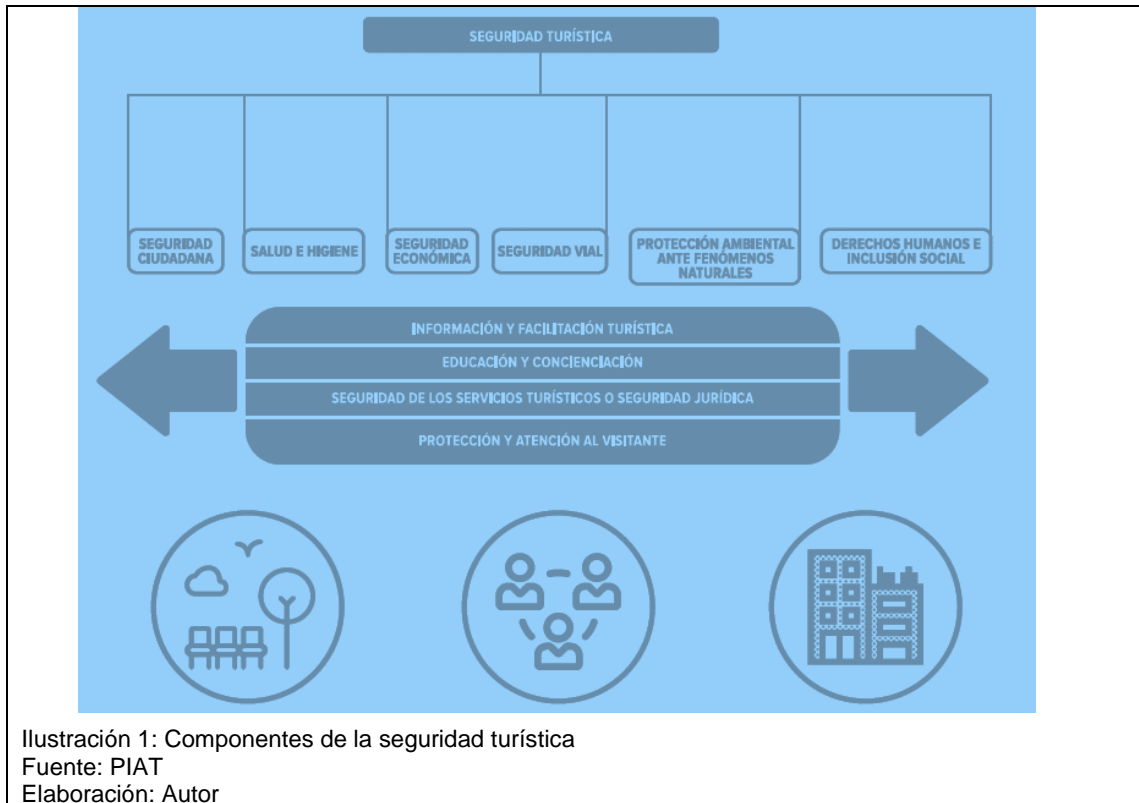 SEGURIDAD TURÍSTICA
SEGURIDAD
CIUDADANA
SALUD E HIGIENE
SEGURIDAD
ECONÓMICA
SEGURIDAD VIAL
PROTECCIÓN AMBIENTAL
ANTE FENÓMENOS
NATURALES
DERECHOS HUMANOS E
INCLUSIÓN SOCIAL
INFORMACIÓN Y FACILITACIÓN TURÍSTICA
EDUCACIÓN Y CONCIENCIACIÓN
SEGURIDAD DE LOS SERVICIOS TURÍSTICOS O SEGURIDAD JURÍDICA
PROTECCIÓN Y ATENCIÓN AL VISITANTE
Ilustración 1: Componentes de la seguridad turística
Fuente: PIAT
Elaboración: Autor